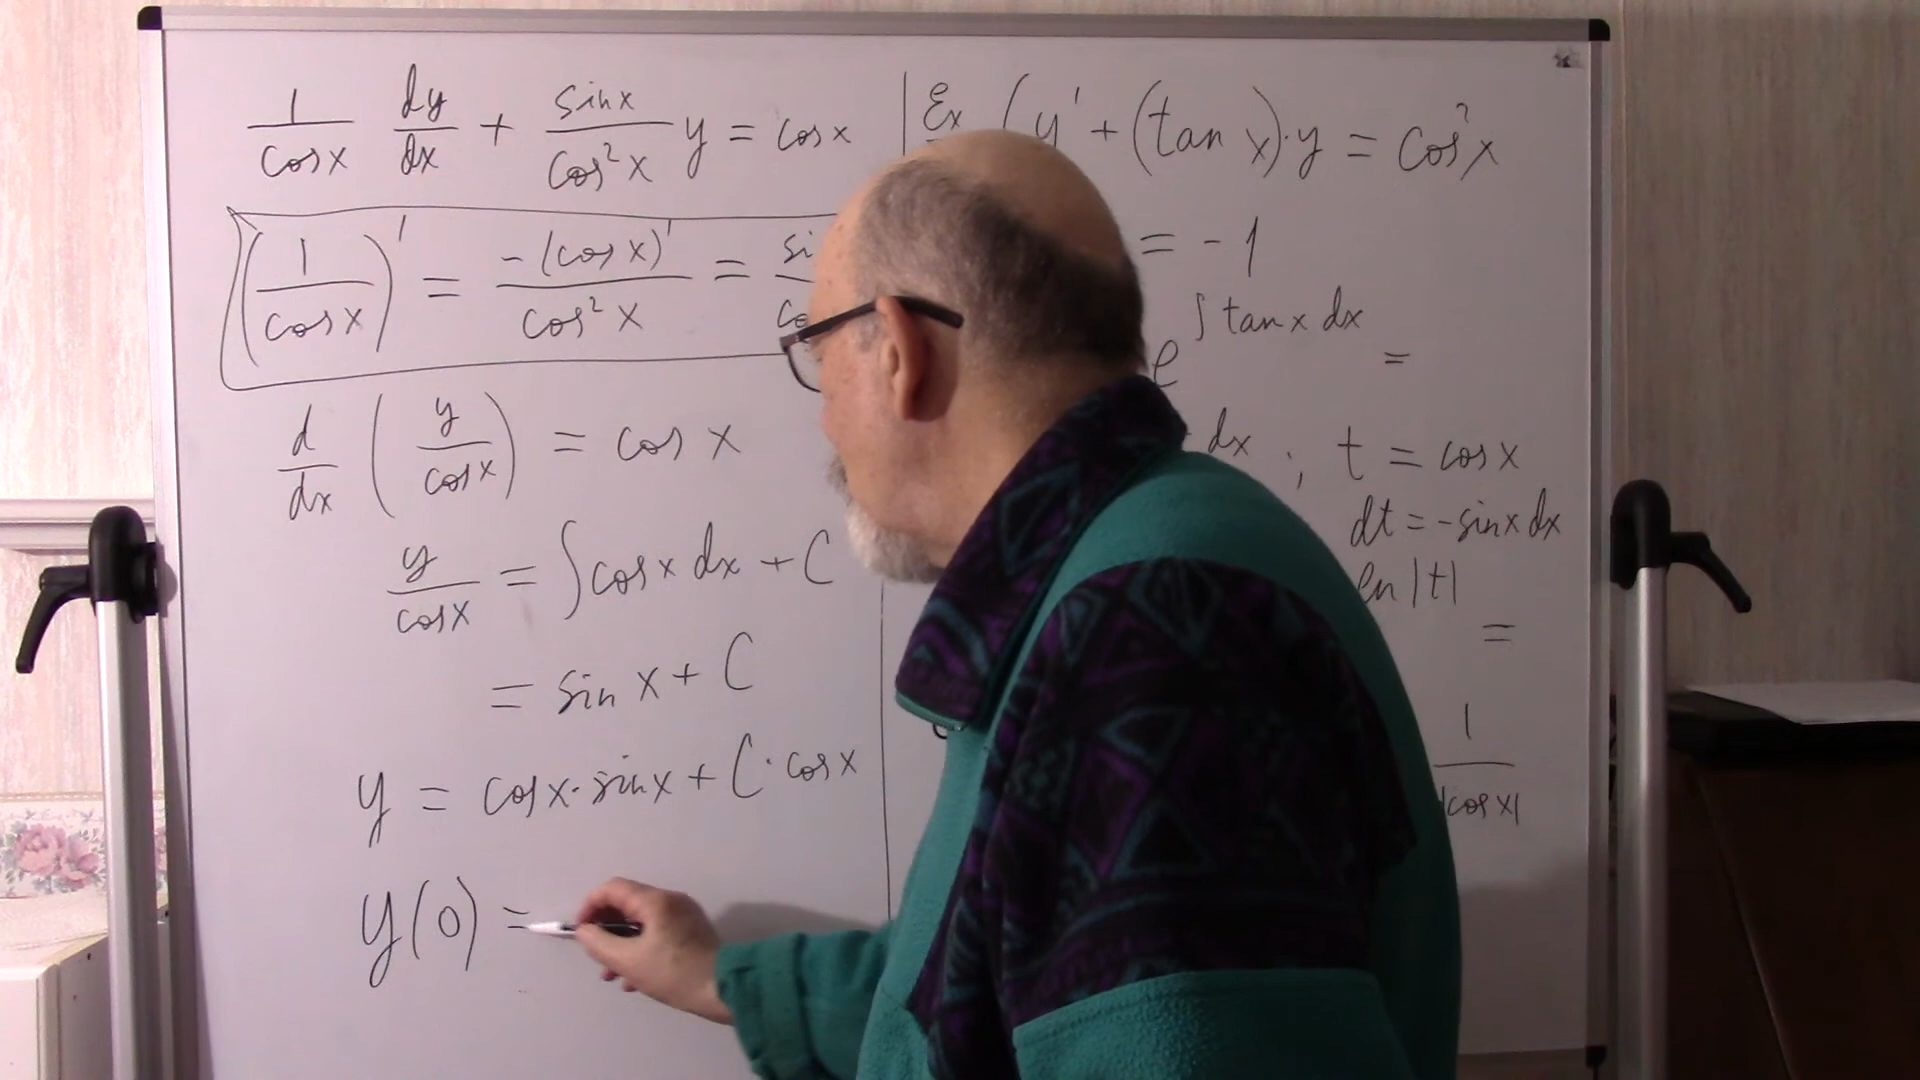 1/cos x dy/dx + sin x/cos² x y = cos x
(1/cos x)' = -(cos x)'/cos² x =
d/dx (y/cos x) = cos x
y/cos x = ∫cos x dx + C
= sin x + C
y = cos x · sin x + C · cos x
y(0) =
Ex { y' + (tan x)·y = cos² x
= -1
e^∫tan x dx =
dx ; t = cos x
dt = -sin x dx
ln |t|
=
1/|cos x|